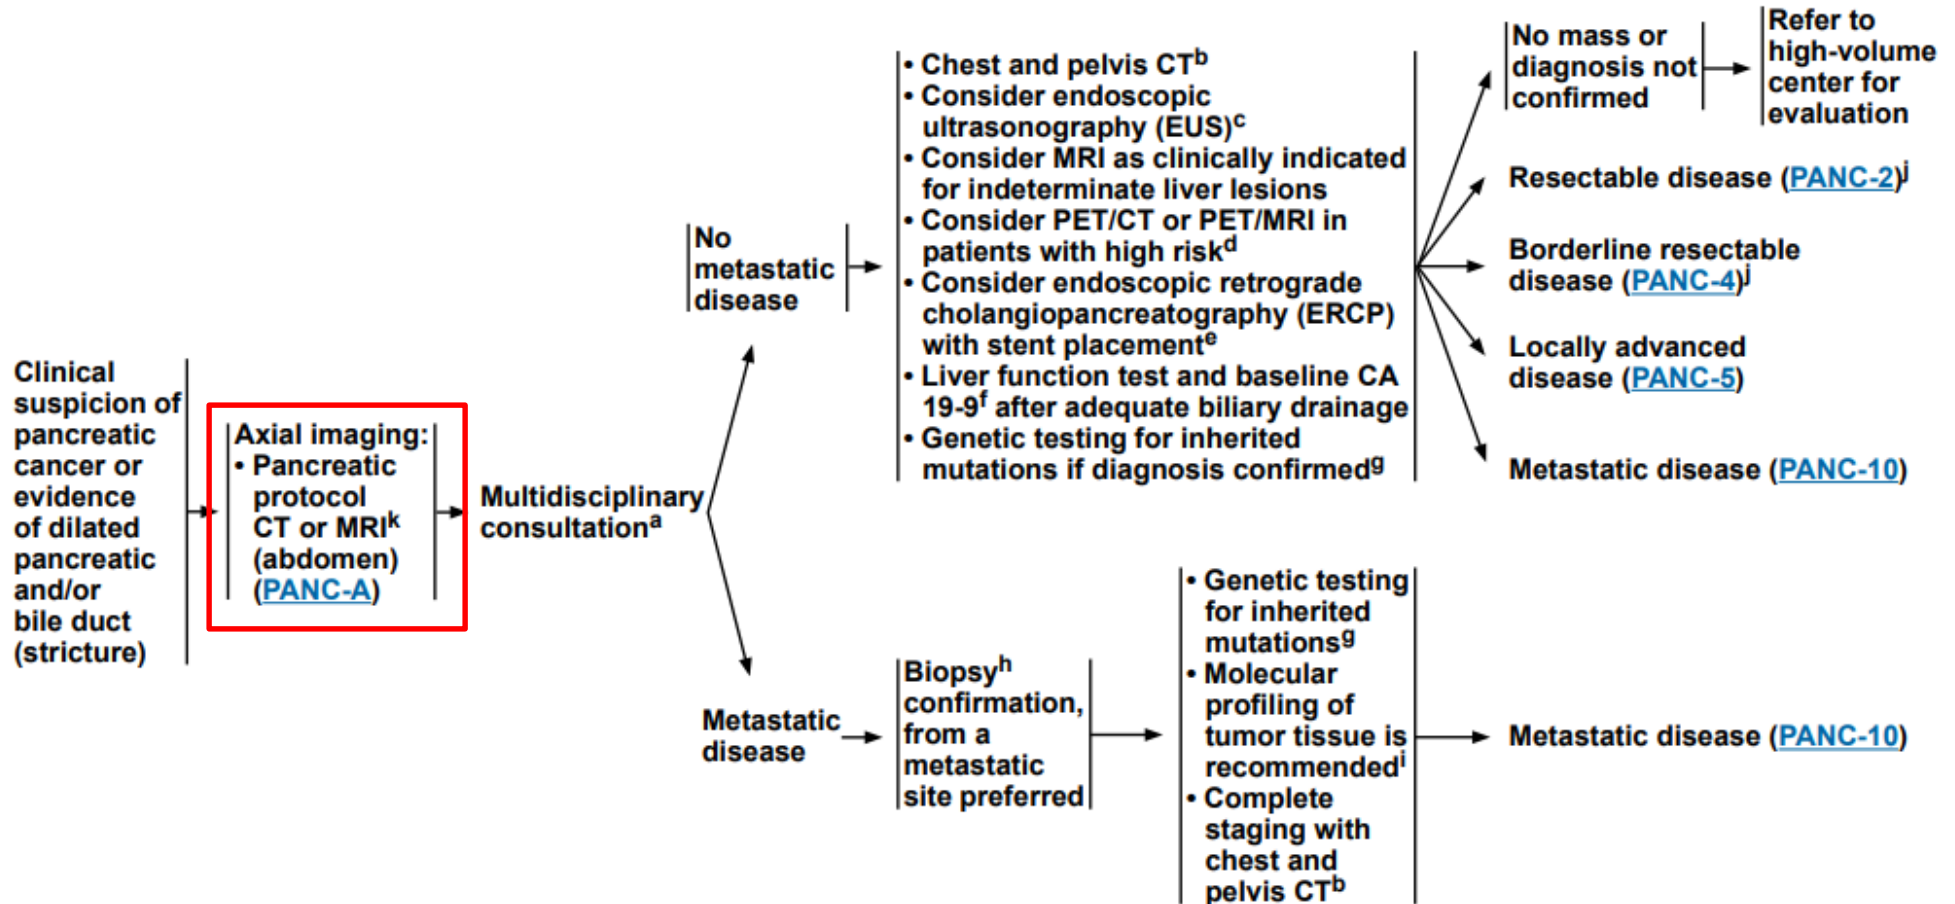 Clinical
suspicion of
pancreatic
cancer or
evidence
of dilated
pancreatic
and/or
bile duct
(stricture)
Axial imaging:
• Pancreatic
protocol
CT or MRIᵏ
(abdomen)
(PANC-A)
Multidisciplinary
consultationᵃ
No
metastatic
disease
• Chest and pelvis CTᵇ
• Consider endoscopic
ultrasonography (EUS)ᶜ
• Consider MRI as clinically indicated
for indeterminate liver lesions
• Consider PET/CT or PET/MRI in
patients with high riskᵈ
• Consider endoscopic retrograde
cholangiopancreatography (ERCP)
with stent placementᵉ
• Liver function test and baseline CA
19-9ᶠ after adequate biliary drainage
• Genetic testing for inherited
mutations if diagnosis confirmedᵍ
No mass or
diagnosis not
confirmed
Refer to
high-volume
center for
evaluation
Resectable disease (PANC-2)ʲ
Borderline resectable
disease (PANC-4)ʲ
Locally advanced
disease (PANC-5)
Metastatic disease (PANC-10)
Metastatic
disease
Biopsyʰ
confirmation,
from a
metastatic
site preferred
• Genetic testing
for inherited
mutationsᵍ
• Molecular
profiling of
tumor tissue is
recommendedⁱ
• Complete
staging with
chest and
pelvis CTᵇ
Metastatic disease (PANC-10)